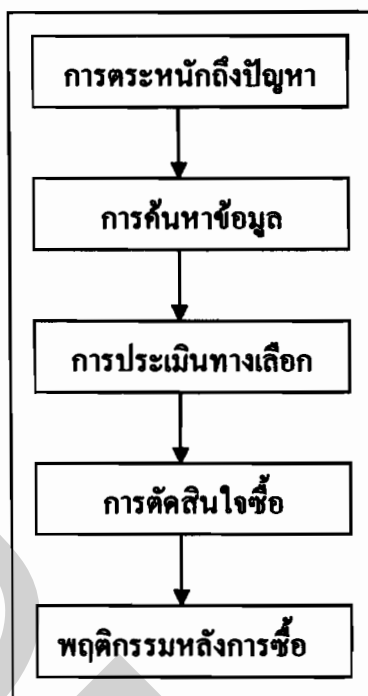 การตระหนักถึงปัญหา
การค้นหาข้อมูล
การประเมินทางเลือก
การตัดสินใจซื้อ
พฤติกรรมหลังการซื้อ